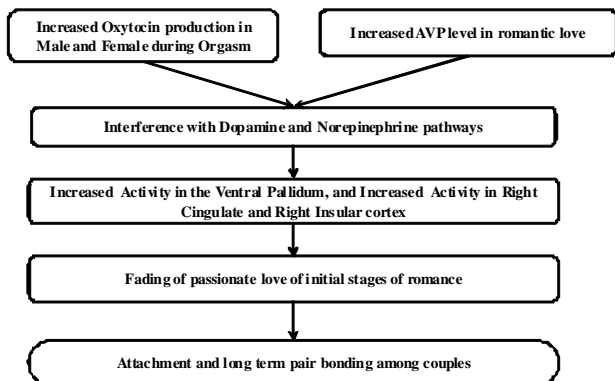 Increased Oxytocin production in
Male and Female during Orgasm
Increased AVP level in romantic love
Interference with Dopamine and Norepinephrine pathways
Increased Activity in the Ventral Pallidum, and Increased Activity in Right
Cingulate and Right Insular cortex
Fading of passionate love of initial stages of romance
Attachment and long term pair bonding among couples